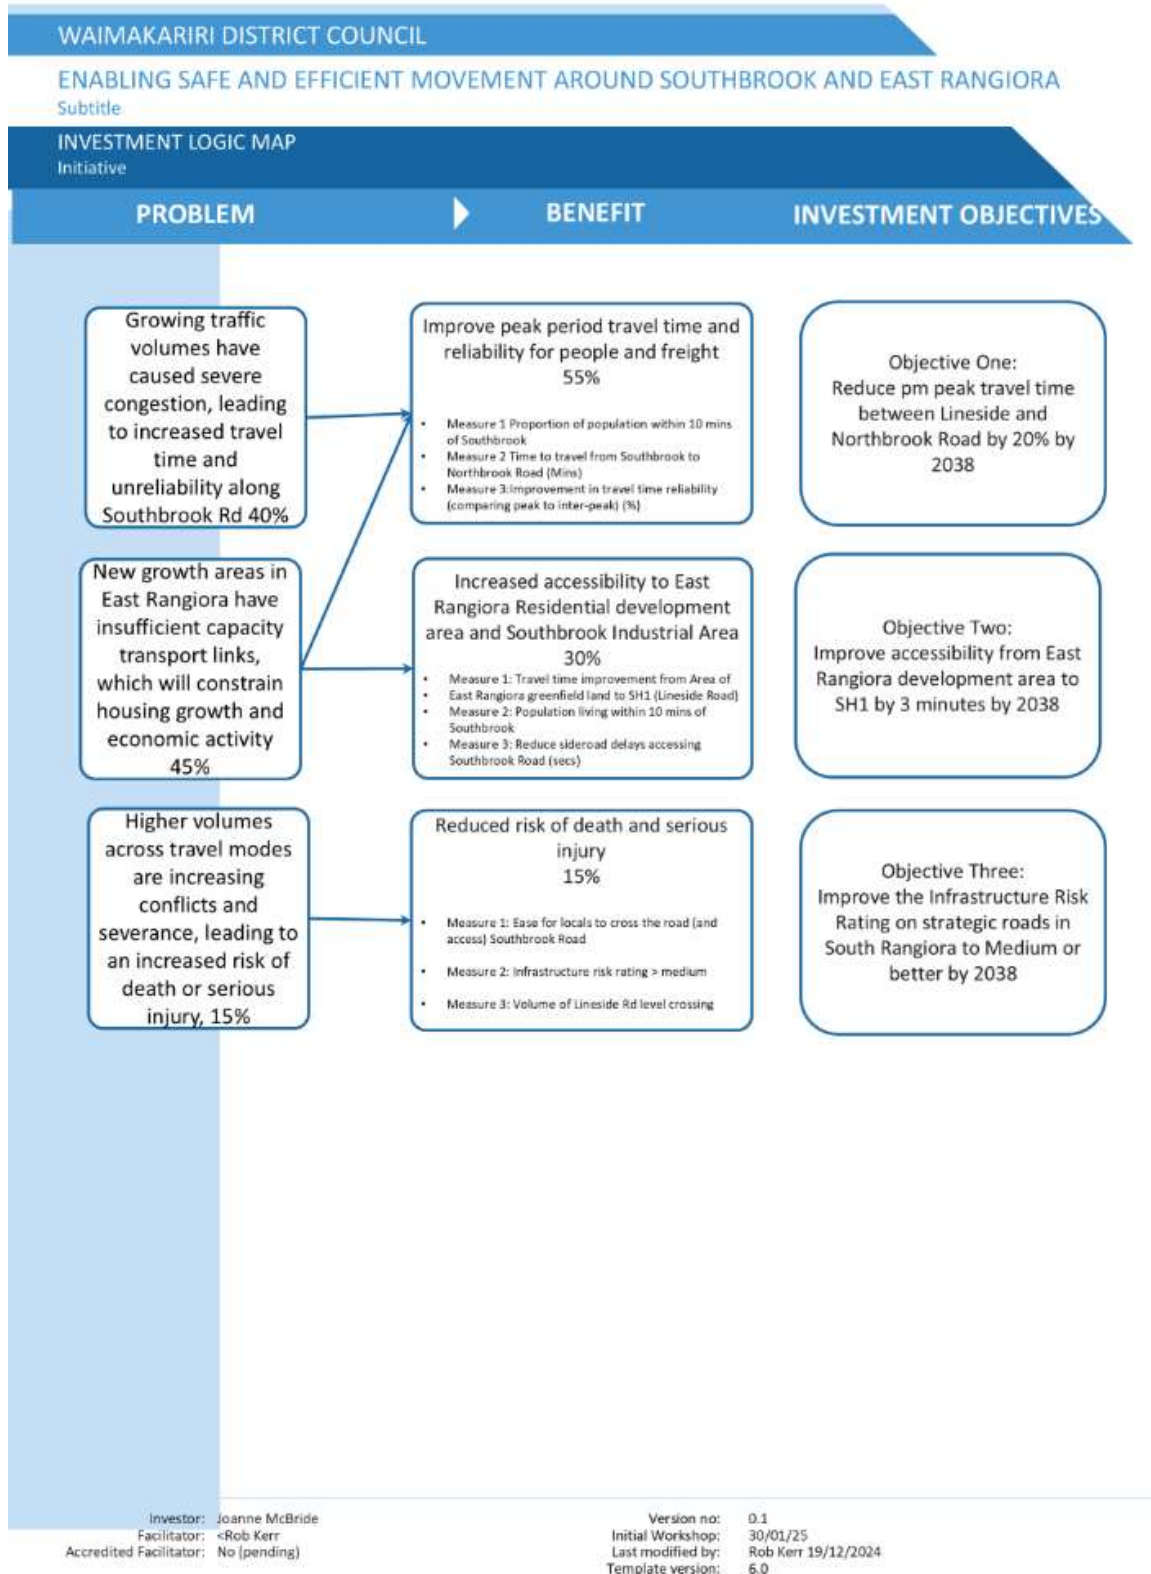 WAIMAKARIRI DISTRICT COUNCIL
ENABLING SAFE AND EFFICIENT MOVEMENT AROUND SOUTHBROOK AND EAST RANGIORA
Subtitle
INVESTMENT LOGIC MAP
Initiative
PROBLEM
BENEFIT
INVESTMENT OBJECTIVES
Growing traffic
volumes have
caused severe
congestion, leading
to increased travel
time and
unreliability along
Southbrook Rd 40%
Improve peak period travel time and
reliability for people and freight
55%
• Measure 1 Proportion of population within 10 mins
of Southbrook
• Measure 2 Time to travel from Southbrook to
Northbrook Road (Mins)
• Measure 3:Improvement in travel time reliability
(comparing peak to inter-peak) (%)
Objective One:
Reduce pm peak travel time
between Lineside and
Northbrook Road by 20% by
2038
New growth areas in
East Rangiora have
insufficient capacity
transport links,
which will constrain
housing growth and
economic activity
45%
Increased accessibility to East
Rangiora Residential development
area and Southbrook Industrial Area
30%
• Measure 1: Travel time improvement from Area of
• East Rangiora greenfield land to SH1 (Lineside Road)
• Measure 2: Population living within 10 mins of
Southbrook
• Measure 3: Reduce sideroad delays accessing
Southbrook Road (secs)
Objective Two:
Improve accessibility from East
Rangiora development area to
SH1 by 3 minutes by 2038
Higher volumes
across travel modes
are increasing
conflicts and
severance, leading to
an increased risk of
death or serious
injury, 15%
Reduced risk of death and serious
injury
15%
• Measure 1: Ease for locals to cross the road (and
access) Southbrook Road
• Measure 2: Infrastructure risk rating > medium
• Measure 3: Volume of Lineside Rd level crossing
Objective Three:
Improve the Infrastructure Risk
Rating on strategic roads in
South Rangiora to Medium or
better by 2038
Investor: Joanne McBride
Facilitator: <Rob Kerr
Accredited Facilitator: No (pending)
Version no: 0.1
Initial Workshop: 30/01/25
Last modified by: Rob Kerr 19/12/2024
Template version: 6.0